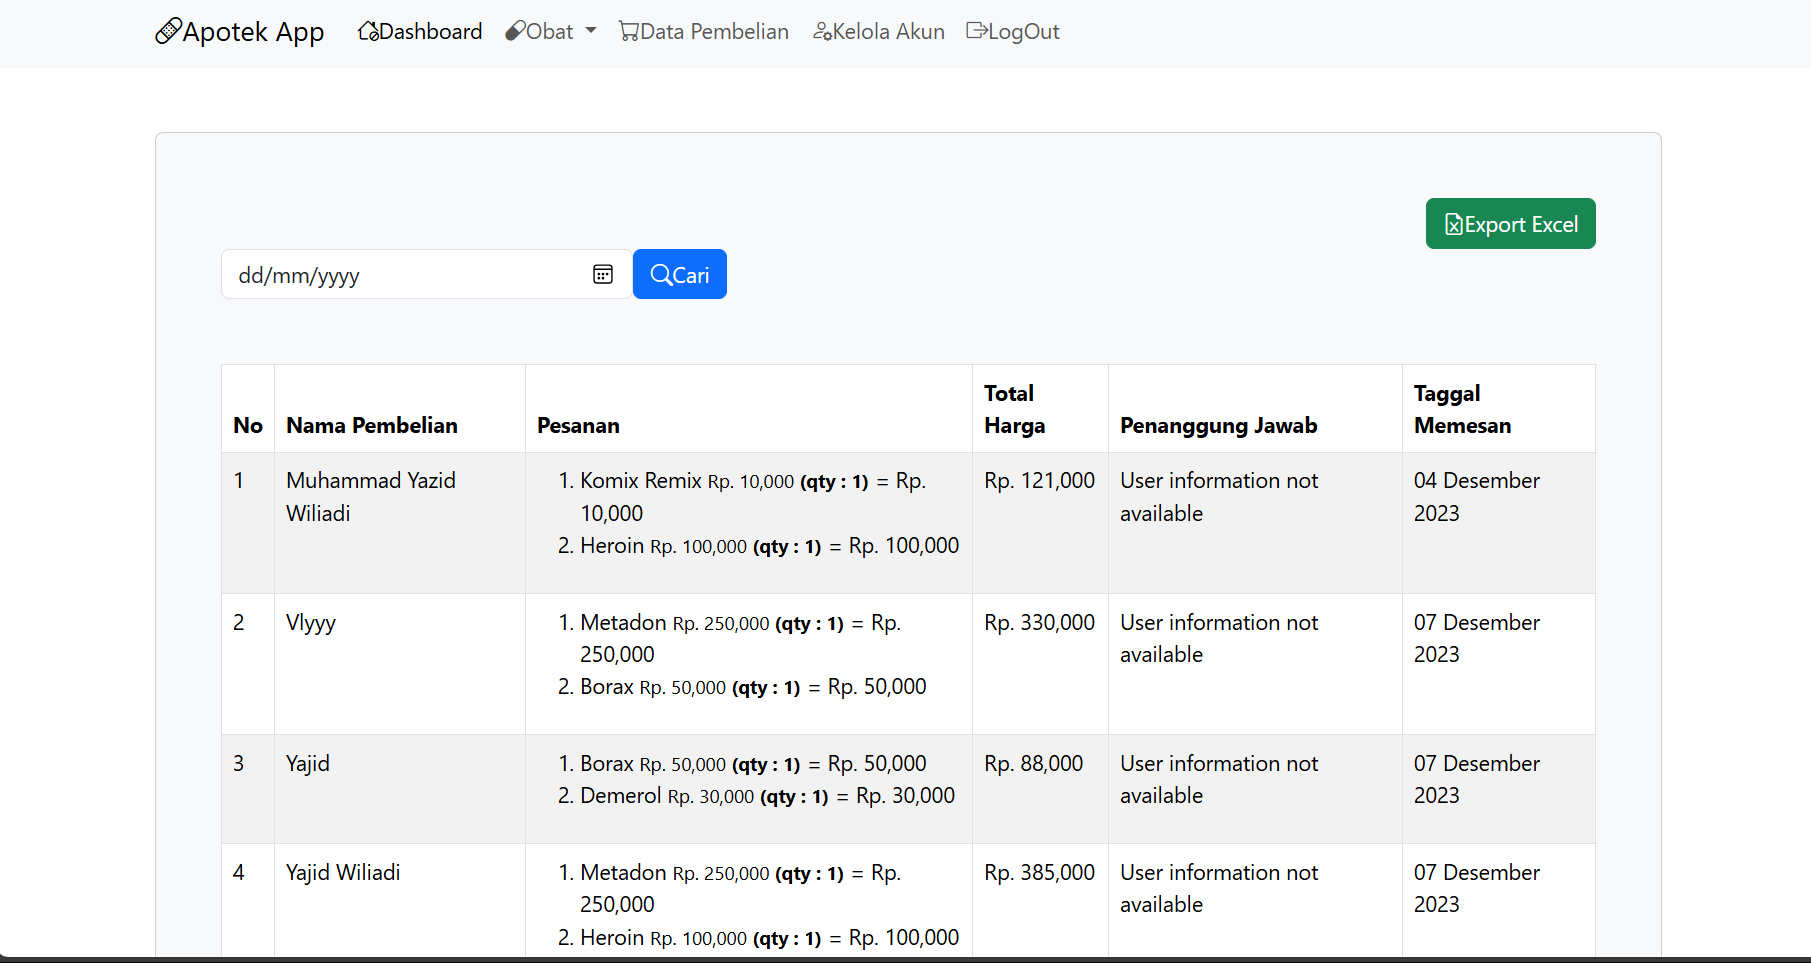 Apotek App Dashboard Obat Data Pembelian Kelola Akun LogOut
Export Excel
dd/mm/yyyy Cari
No Nama Pembelian Pesanan Total Harga Penanggung Jawab Taggal Memesan
1 Muhammad Yazid Wiliadi
1. Komix Remix Rp. 10,000 (qty : 1) = Rp.
10,000
2. Heroin Rp. 100,000 (qty : 1) = Rp. 100,000
Rp. 121,000
User information not
available
04 Desember
2023
2 Vlyyy
1. Metadon Rp. 250,000 (qty : 1) = Rp.
250,000
2. Borax Rp. 50,000 (qty : 1) = Rp. 50,000
Rp. 330,000
User information not
available
07 Desember
2023
3 Yajid
1. Borax Rp. 50,000 (qty : 1) = Rp. 50,000
2. Demerol Rp. 30,000 (qty : 1) = Rp. 30,000
Rp. 88,000
User information not
available
07 Desember
2023
4 Yajid Wiliadi
1. Metadon Rp. 250,000 (qty : 1) = Rp.
250,000
2. Heroin Rp. 100,000 (qty : 1) = Rp. 100,000
Rp. 385,000
User information not
available
07 Desember
2023